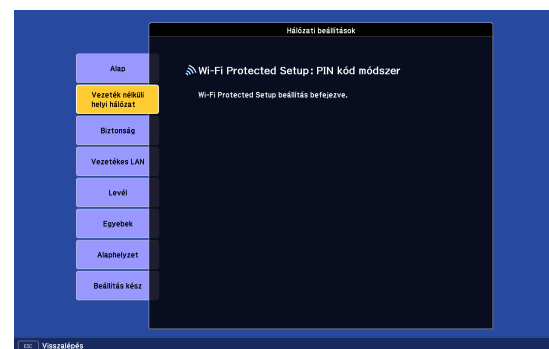 Hálózati beállítások
Alap
Vezeték nélküli
helyi hálózat
Biztonság
Vezetékes LAN
Levél
Egyebek
Alaphelyzet
Beállítás kész
Wi-Fi Protected Setup: PIN kód módszer
Wi-Fi Protected Setup beállítás befejezve.
ESC Visszalépés